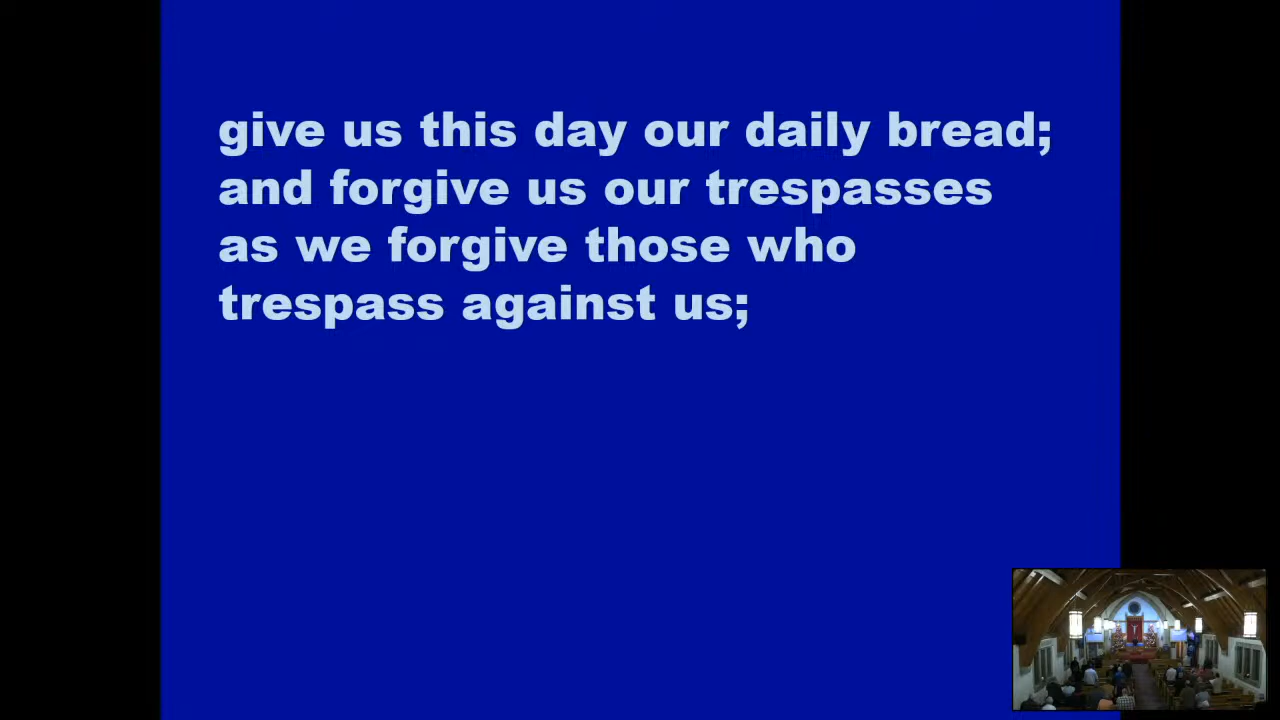 give us this day our daily bread;
and forgive us our trespasses
as we forgive those who
trespass against us;